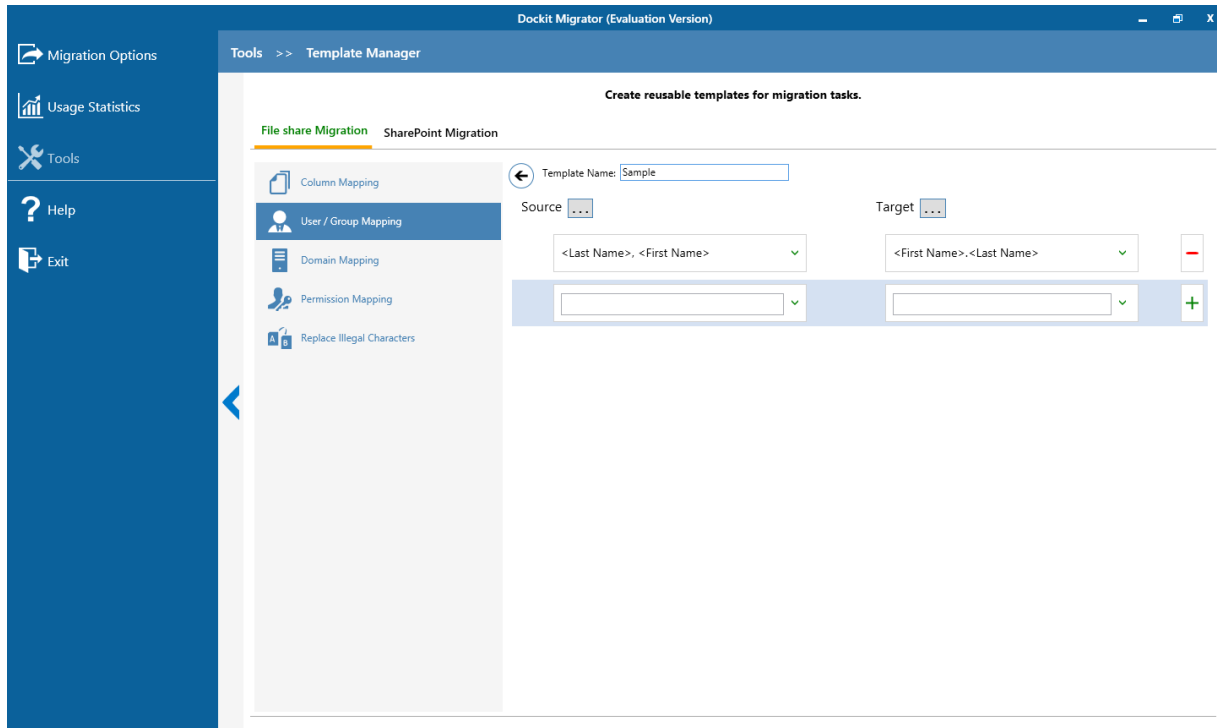 Dockit Migrator (Evaluation Version)
Migration Options
Usage Statistics
Tools
Help
Exit
Tools >> Template Manager
Create reusable templates for migration tasks.
File share Migration SharePoint Migration
Column Mapping
User / Group Mapping
Domain Mapping
Permission Mapping
Replace Illegal Characters
Template Name: Sample
Source ... Target ...
<Last Name>, <First Name> <First Name>.<Last Name>